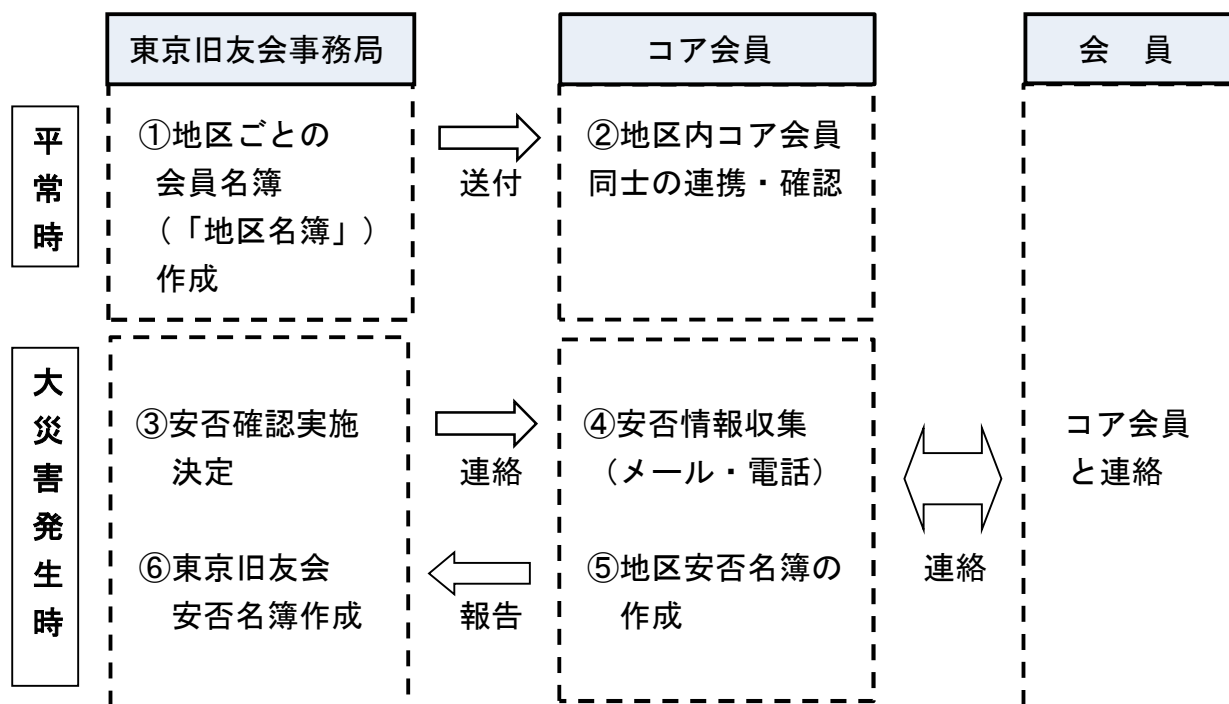 東京旧友会事務局
コア会員
会　員
平常時
①地区ごとの
会員名簿
（「地区名簿」）
作成
送付
②地区内コア会員
同士の連携・確認
大災害発生時
③安否確認実施
決定
連絡
④安否情報収集
（メール・電話）
連絡
コア会員
と連絡
⑤地区安否名簿の
作成
報告
⑥東京旧友会
安否名簿作成